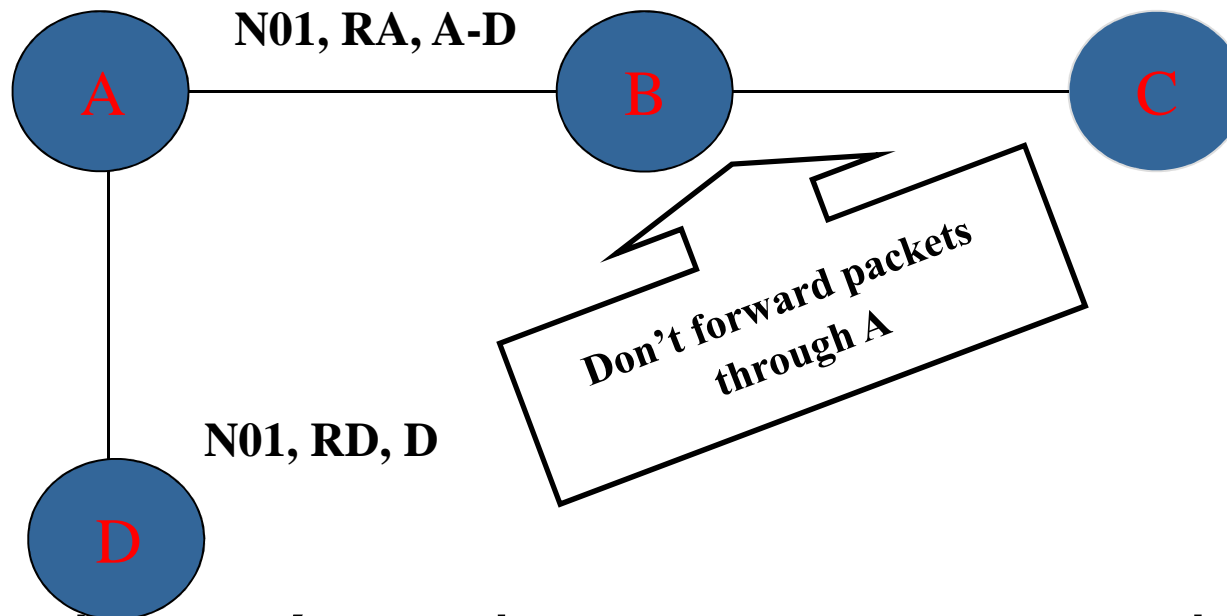 N01, RA, A-D
A
B
C
Don’t forward packets
through A
N01, RD, D
D